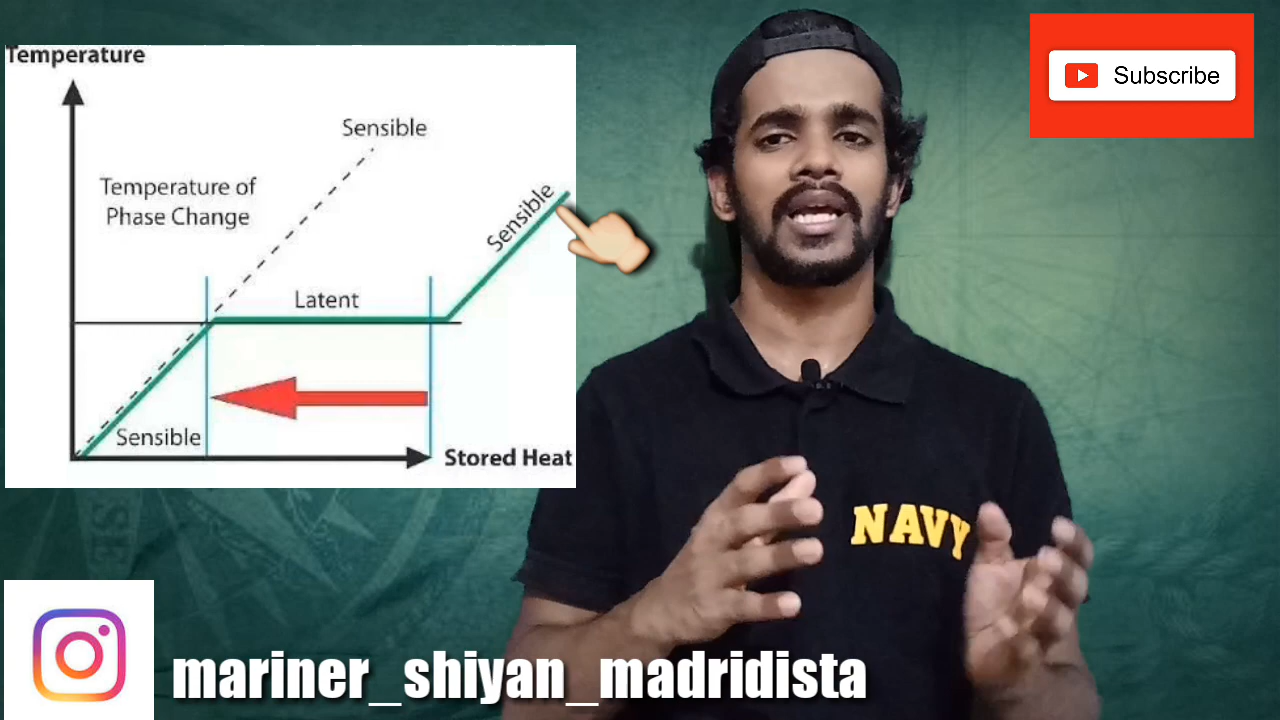 Temperature
Sensible
Temperature of
Phase Change
Sensible
Latent
Sensible
Stored Heat
Subscribe
NAVY
mariner_shiyan_madridista